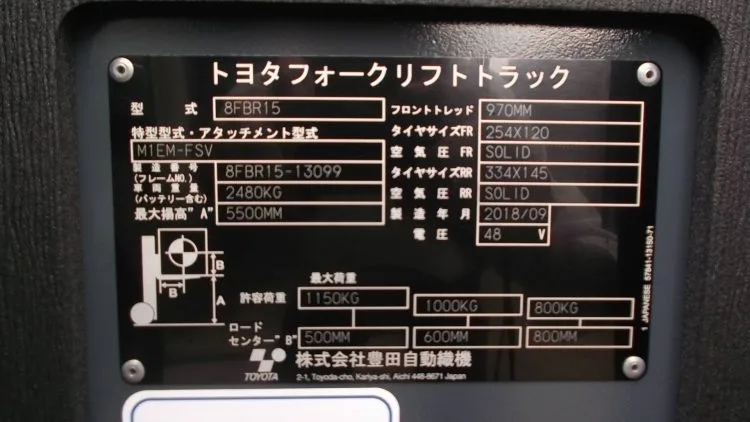 トヨタフォークリフトトラック
型 式 8FBR15
特型型式・アタッチメント型式
M1EM-FSV
製造番号 (フレームNO.) 8FBR15-13099
車両重量 (バッテリー含む) 2480KG
最大揚高"A" 5500MM
フロントトレッド 970MM
タイヤサイズFR 254X120
空気圧 FR SOLID
タイヤサイズRR 334X145
空気圧 RR SOLID
製造年月 2018/09
電圧 48 V
B
B
A
最大荷重
許容荷重 1150KG 1000KG 800KG
ロードセンター"B" 500MM 600MM 800MM
TOYOTA
株式会社豊田自動織機
2-1, Toyoda-cho, Kariya-shi, Aichi 448-8671 Japan
1 JAPANESE 57841-13150-71